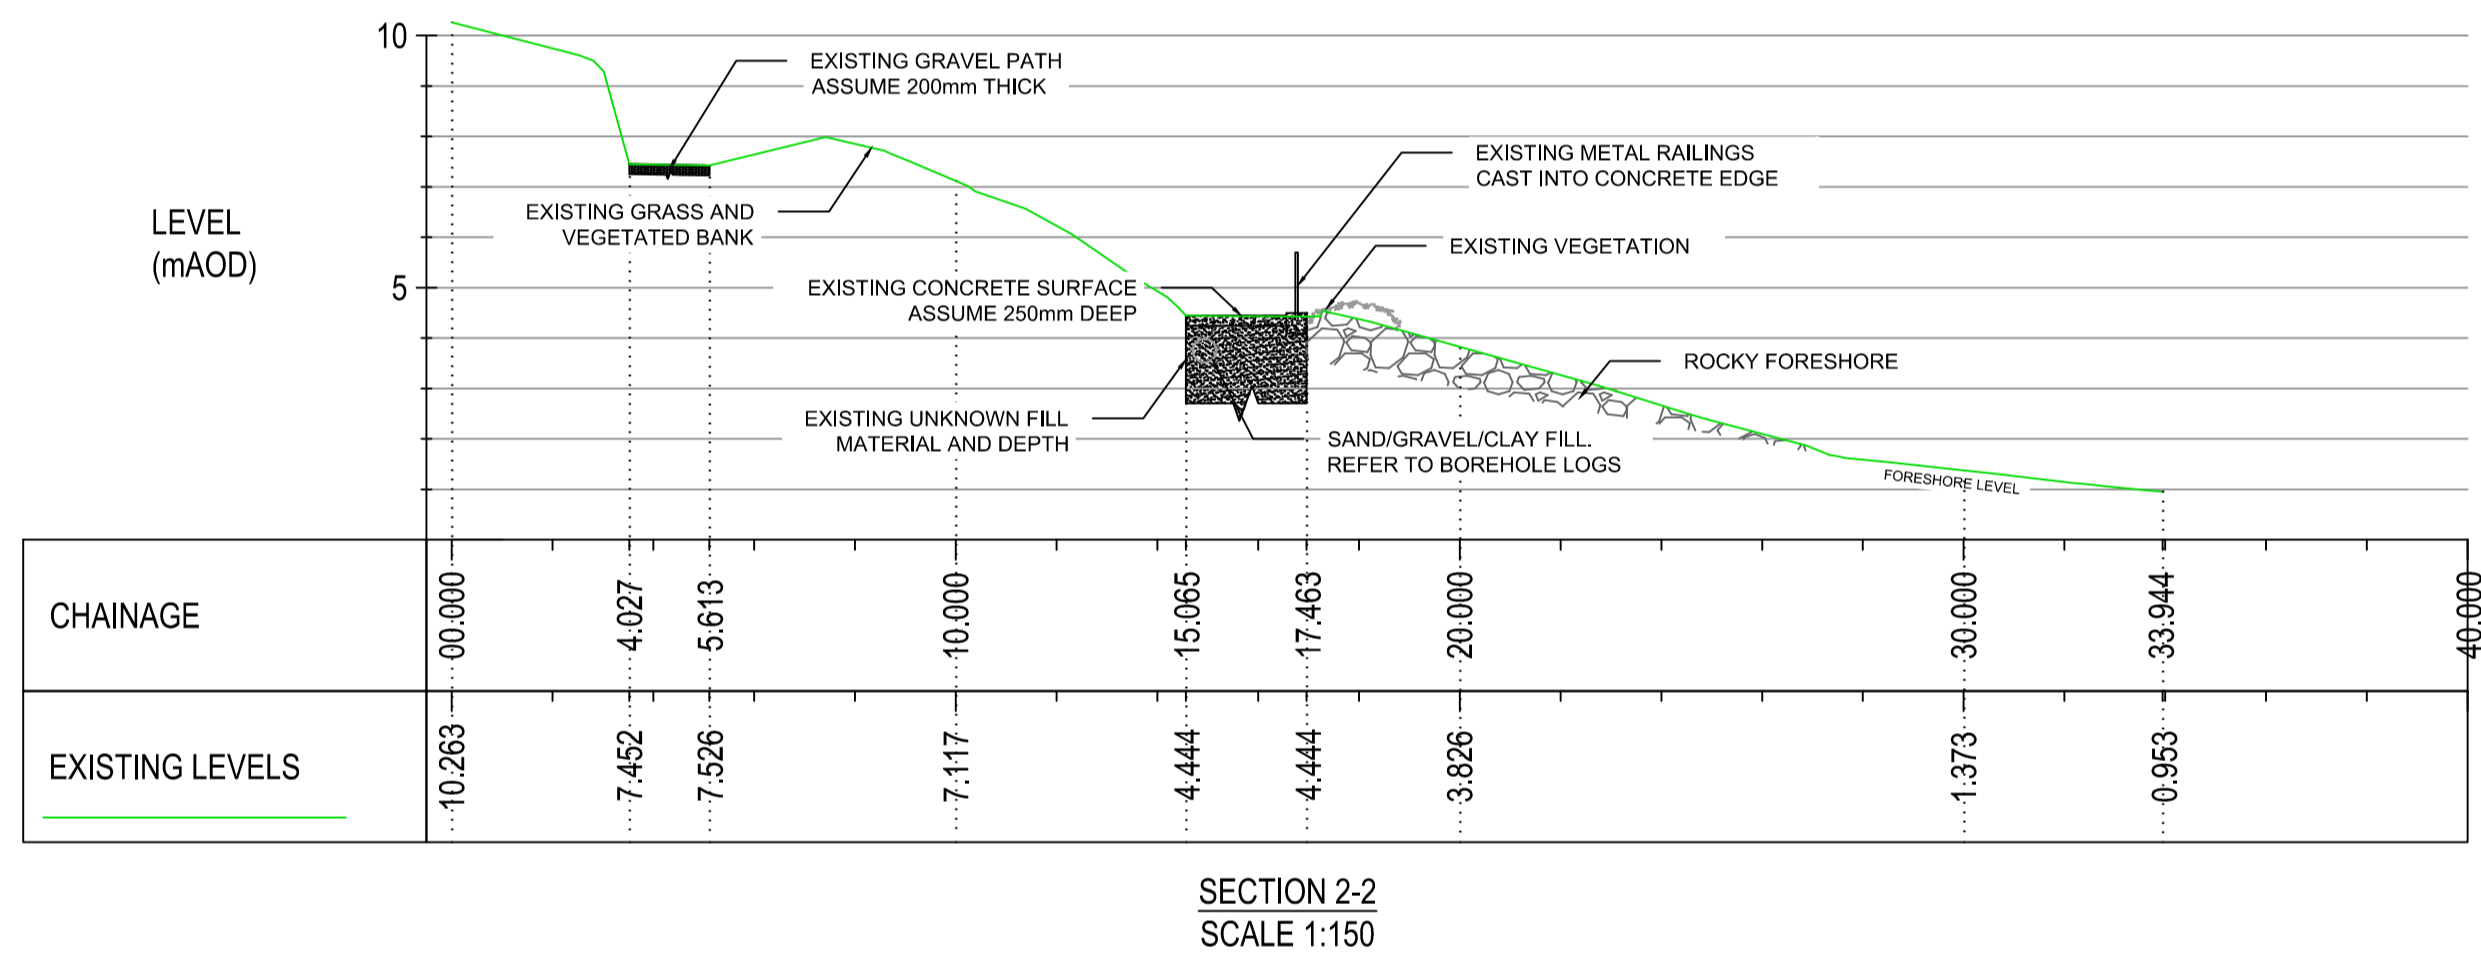 10
EXISTING GRAVEL PATH
ASSUME 200mm THICK
EXISTING METAL RAILINGS
CAST INTO CONCRETE EDGE
LEVEL
(mAOD)
EXISTING GRASS AND
VEGETATED BANK
EXISTING VEGETATION
5
EXISTING CONCRETE SURFACE
ASSUME 250mm DEEP
ROCKY FORESHORE
EXISTING UNKNOWN FILL
MATERIAL AND DEPTH
SAND/GRAVEL/CLAY FILL.
REFER TO BOREHOLE LOGS
FORESHORE LEVEL
CHAINAGE
00.000
4.027
5.613
10.000
15.065
17.463
20.000
30.000
33.944
40.000
EXISTING LEVELS
10.263
7.452
7.526
7.117
4.444
4.444
3.826
1.373
0.953
SECTION 2-2
SCALE 1:150